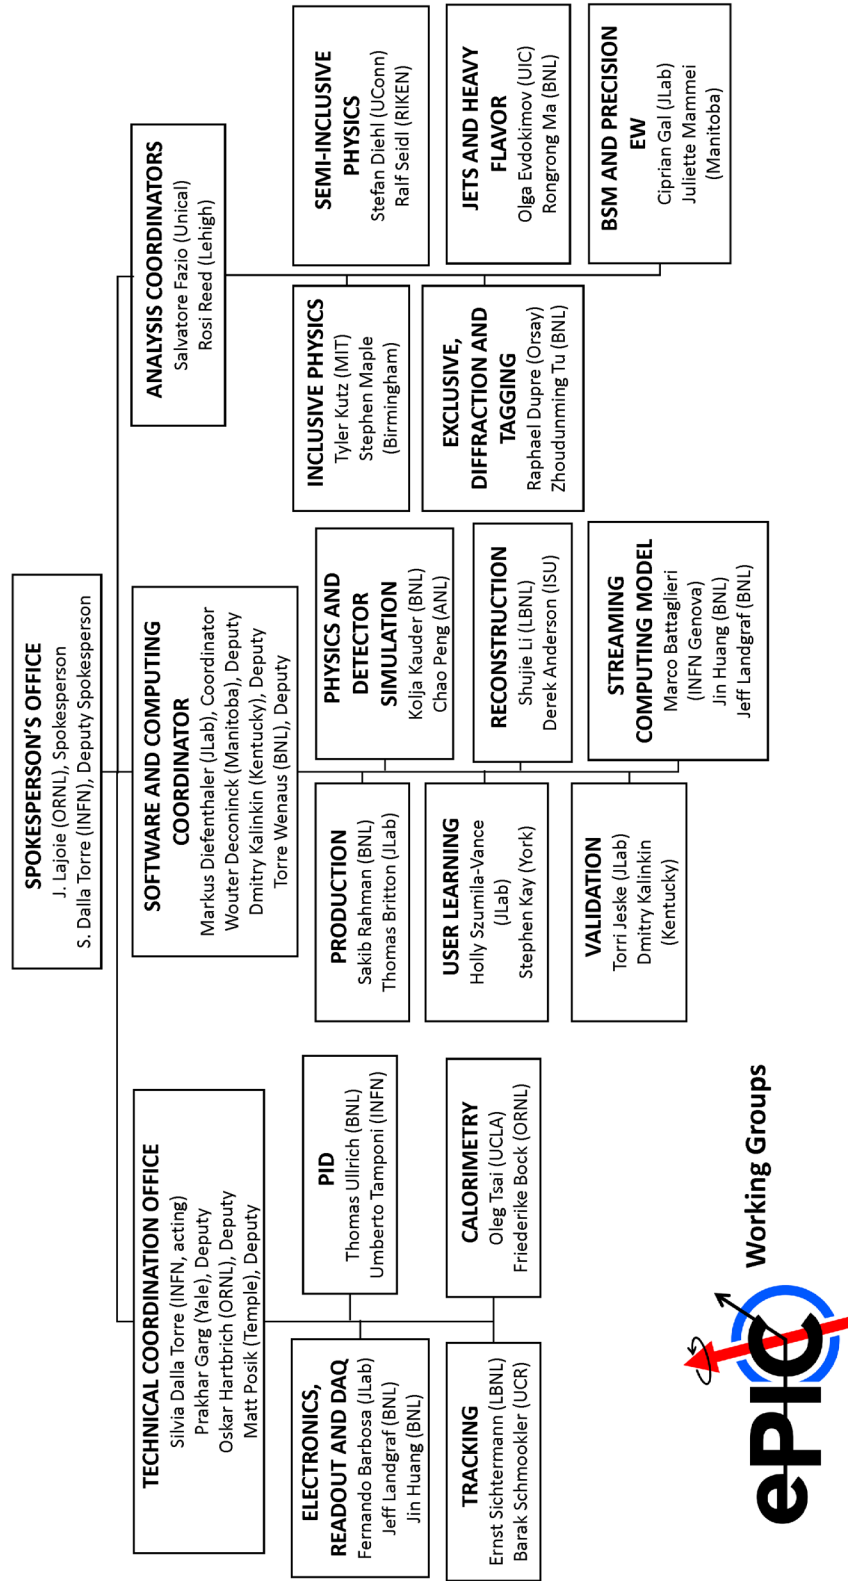 SPOKESPERSON'S OFFICE
J. Lajoie (ORNL), Spokesperson
S. Dalla Torre (INFN), Deputy Spokesperson
TECHNICAL COORDINATION OFFICE
Silvia Dalla Torre (INFN, acting)
Prakhar Garg (Yale), Deputy
Oskar Hartbrich (ORNL), Deputy
Matt Posik (Temple), Deputy
ELECTRONICS,
READOUT AND DAQ
Fernando Barbosa (JLab)
Jeff Landgraf (BNL)
Jin Huang (BNL)
PID
Thomas Ullrich (BNL)
Umberto Tamponi (INFN)
TRACKING
Ernst Sichtermann (LBNL)
Barak Schmookler (UCR)
CALORIMETRY
Oleg Tsai (UCLA)
Friederike Bock (ORNL)
SOFTWARE AND COMPUTING
COORDINATOR
Markus Diefenthaler (JLab), Coordinator
Wouter Deconinck (Manitoba), Deputy
Dmitry Kalinkin (Kentucky), Deputy
Torre Wenaus (BNL), Deputy
PRODUCTION
Sakib Rahman (BNL)
Thomas Britton (JLab)
PHYSICS AND
DETECTOR
SIMULATION
Kolja Kauder (BNL)
Chao Peng (ANL)
USER LEARNING
Holly Szumila-Vance
(JLab)
Stephen Kay (York)
RECONSTRUCTION
Shujie Li (LBNL)
Derek Anderson (ISU)
VALIDATION
Torri Jeske (JLab)
Dmitry Kalinkin
(Kentucky)
STREAMING
COMPUTING MODEL
Marco Battaglieri
(INFN Genova)
Jin Huang (BNL)
Jeff Landgraf (BNL)
ANALYSIS COORDINATORS
Salvatore Fazio (Unical)
Rosi Reed (Lehigh)
INCLUSIVE PHYSICS
Tyler Kutz (MIT)
Stephen Maple
(Birmingham)
SEMI-INCLUSIVE
PHYSICS
Stefan Diehl (UConn)
Ralf Seidl (RIKEN)
EXCLUSIVE,
DIFFRACTION AND
TAGGING
Raphael Dupre (Orsay)
Zhoudunming Tu (BNL)
JETS AND HEAVY
FLAVOR
Olga Evdokimov (UIC)
Rongrong Ma (BNL)
BSM AND PRECISION
EW
Ciprian Gal (JLab)
Juliette Mammei
(Manitoba)
ePIC
Working Groups